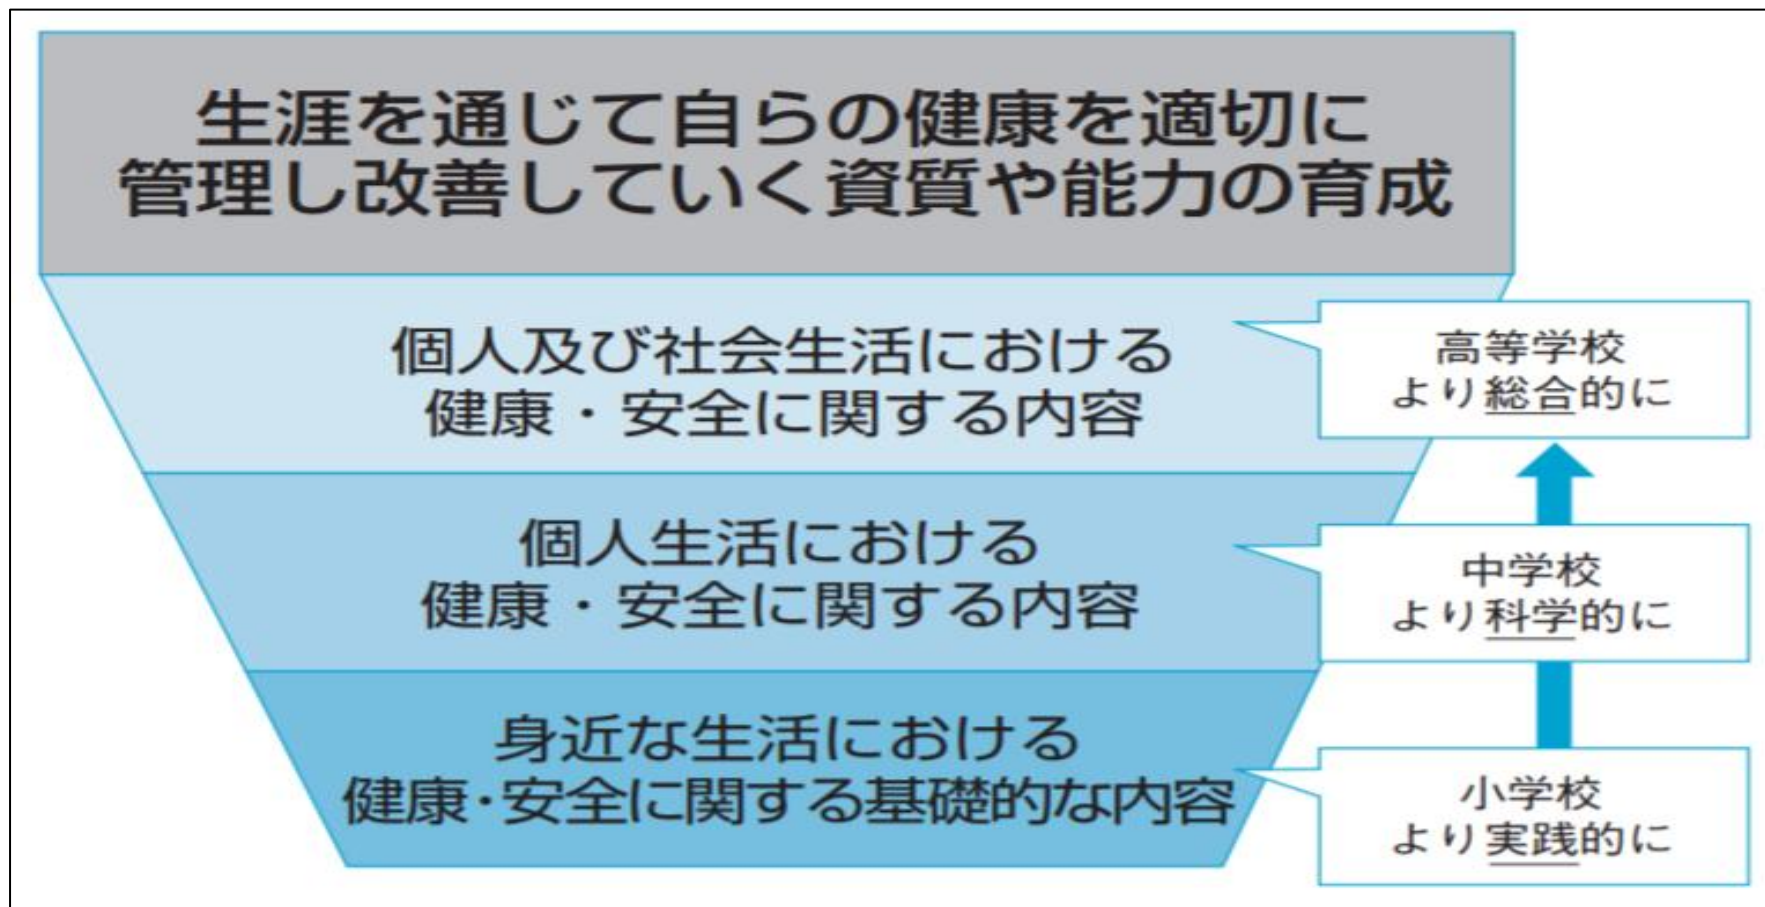 生涯を通じて自らの健康を適切に
管理し改善していく資質や能力の育成
個人及び社会生活における
健康・安全に関する内容
高等学校
より総合的に
個人生活における
健康・安全に関する内容
中学校
より科学的に
身近な生活における
健康・安全に関する基礎的な内容
小学校
より実践的に